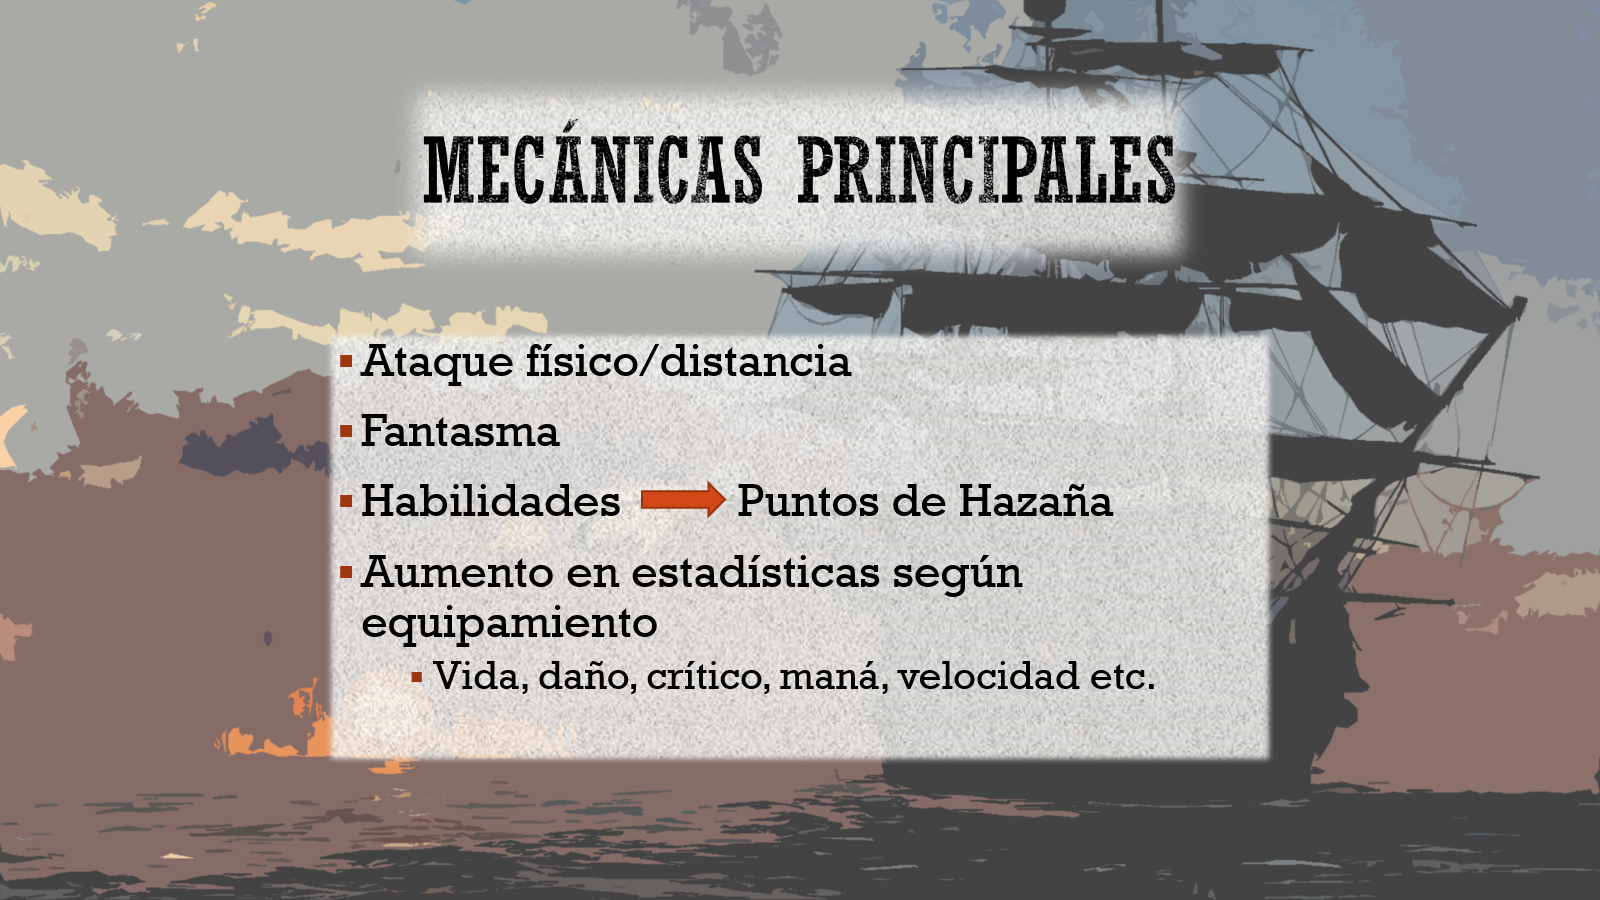 MECÁNICAS PRINCIPALES
Ataque físico/distancia
Fantasma
Habilidades Puntos de Hazaña
Aumento en estadísticas según
equipamiento
Vida, daño, crítico, maná, velocidad etc.